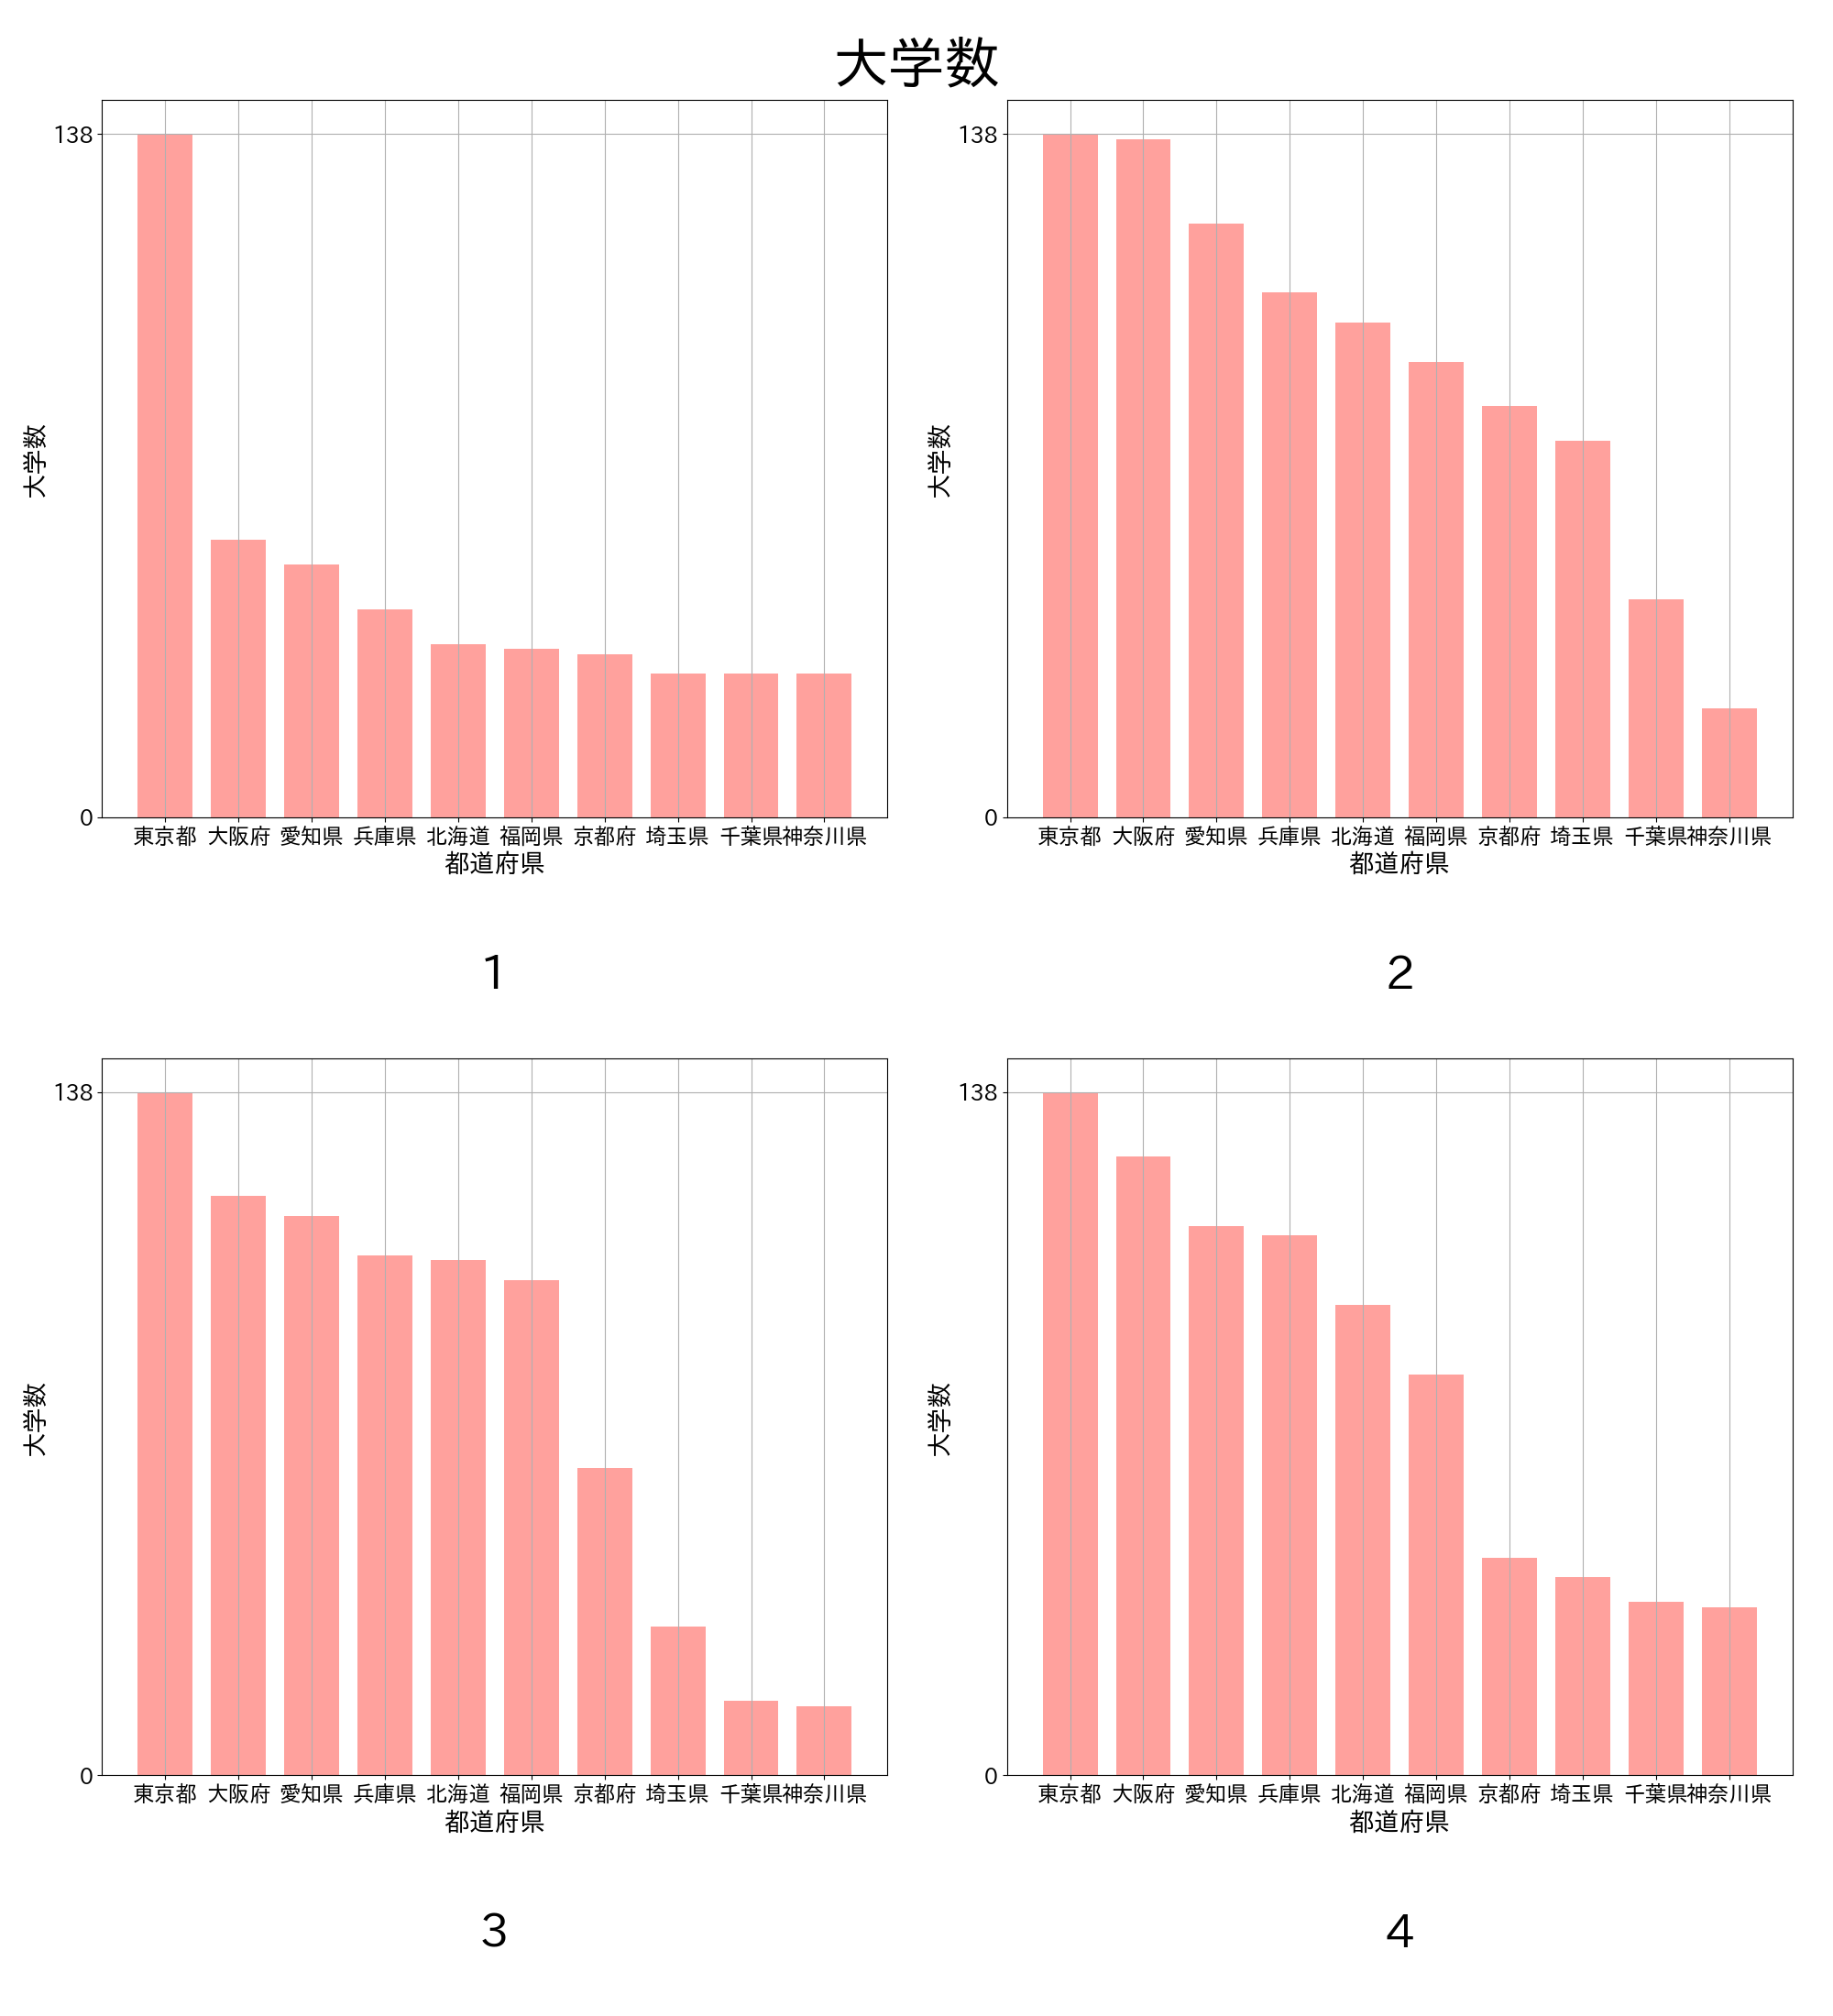 大学数
138
0
大学数
東京都 大阪府 愛知県 兵庫県 北海道 福岡県 京都府 埼玉県 千葉県 神奈川県
都道府県
1
138
0
大学数
東京都 大阪府 愛知県 兵庫県 北海道 福岡県 京都府 埼玉県 千葉県 神奈川県
都道府県
2
138
0
大学数
東京都 大阪府 愛知県 兵庫県 北海道 福岡県 京都府 埼玉県 千葉県 神奈川県
都道府県
3
138
0
大学数
東京都 大阪府 愛知県 兵庫県 北海道 福岡県 京都府 埼玉県 千葉県 神奈川県
都道府県
4